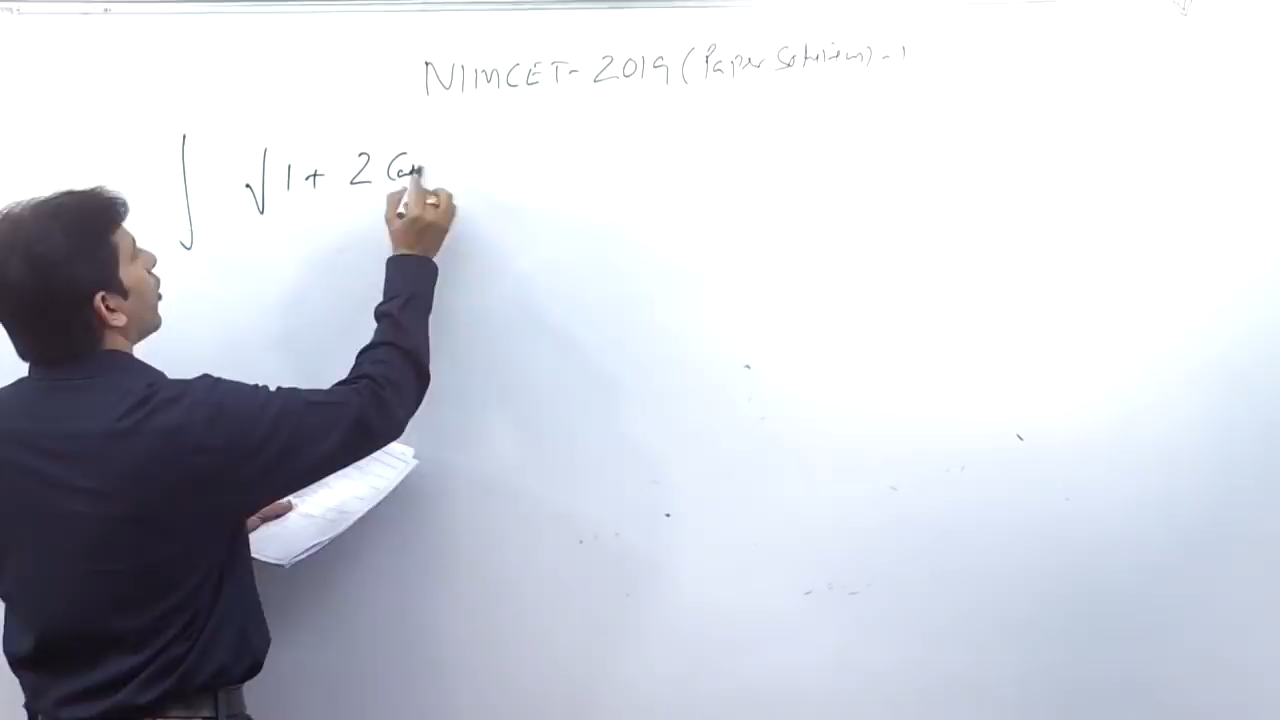 NIMCET-2019 (Paper Solution) - 1
∫ √1 + 2 Co